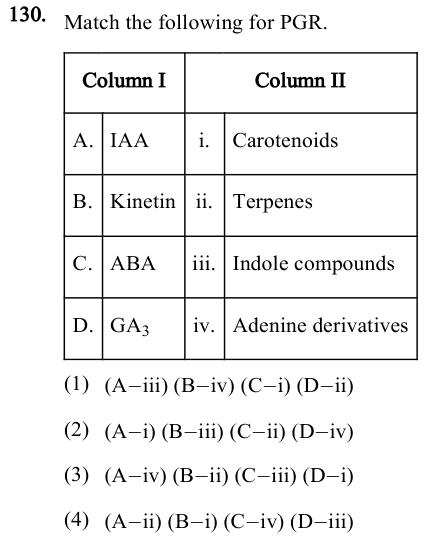 130. Match the following for PGR.
Column I Column II
A. IAA i. Carotenoids
B. Kinetin ii. Terpenes
C. ABA iii. Indole compounds
D. GA₃ iv. Adenine derivatives
(1) (A–iii) (B–iv) (C–i) (D–ii)
(2) (A–i) (B–iii) (C–ii) (D–iv)
(3) (A–iv) (B–ii) (C–iii) (D–i)
(4) (A–ii) (B–i) (C–iv) (D–iii)